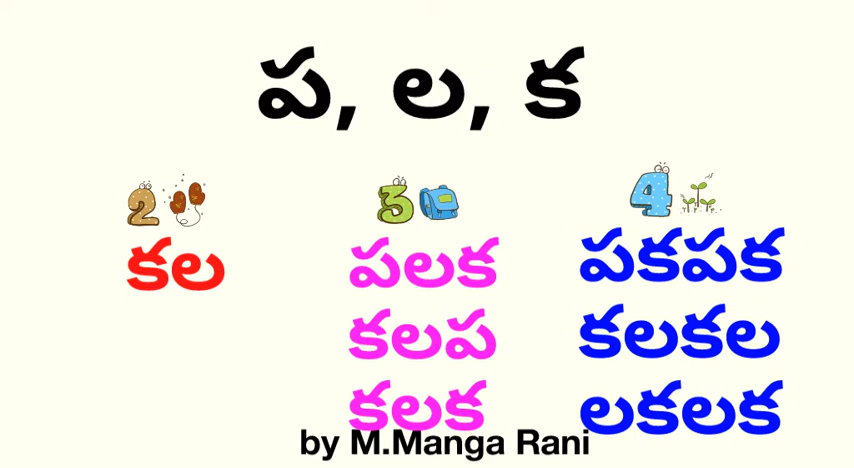 ప, ల, క
2 3 4
కల పలక పకపక
కలప కలకల
కలక లకలక
by M.Manga Rani